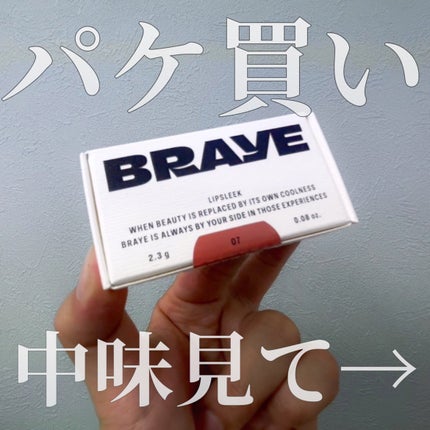 パケ買い
BRAYE
LIPSLEEK
WHEN BEAUTY IS REPLACED BY ITS OWN COOLNESS
BRAYE IS ALWAYS BY YOUR SIDE IN THOSE EXPERIENCES
2.3 g
07
0.08 oz.
中味見て→